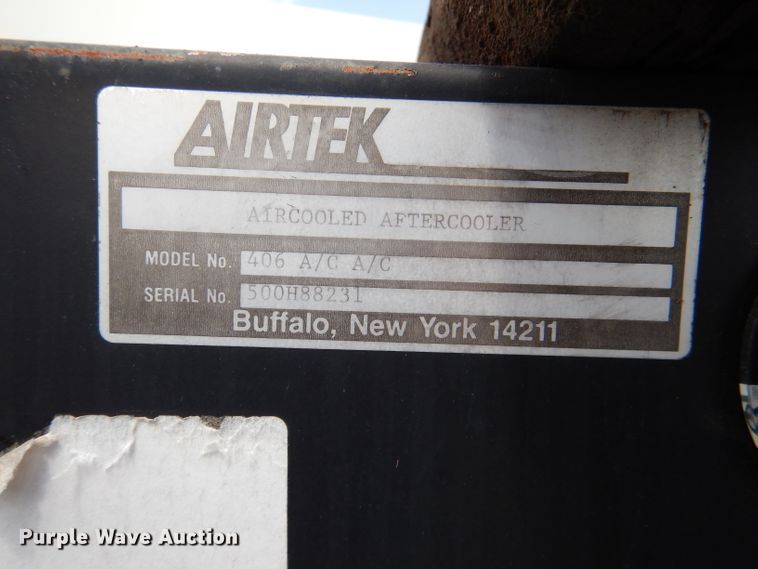 AIRTEK
AIRCOOLED AFTERCOOLER
MODEL No. 406 A/C A/C
SERIAL No. 500H88231
Buffalo, New York 14211
Purple Wave Auction